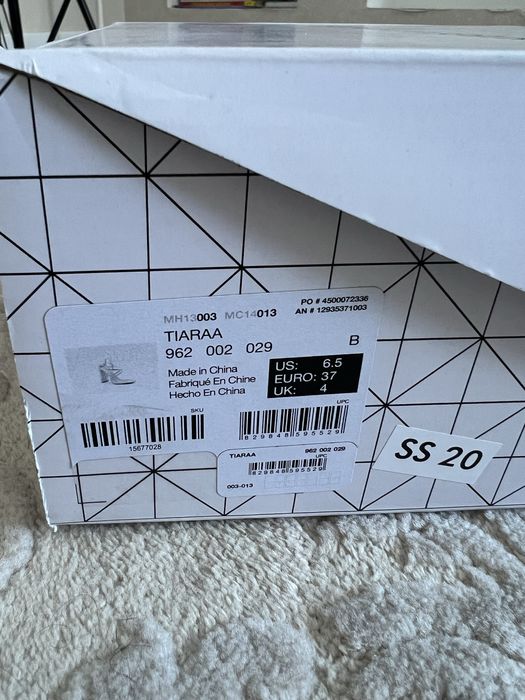 MH13003 MC14013
PO # 4500072336
AN # 12935371003
TIARAA
962 002 029
B
Made in China
Fabriqué En Chine
Hecho En China
US: 6.5
EURO: 37
UK: 4
SKU
15677028
UPC
829848595529
TIARAA
962 002 029
UPC
829848595529
003-013
SS 20